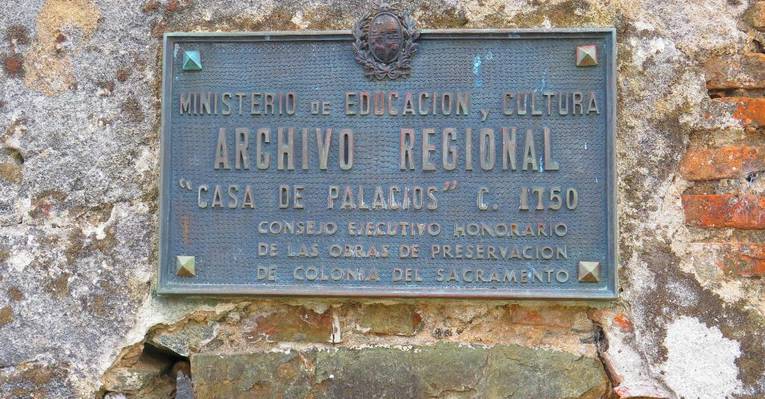 MINISTERIO DE EDUCACION y CULTURA
ARCHIVO REGIONAL
"CASA DE PALACIOS" C. 1750
CONSEJO EJECUTIVO HONORARIO
DE LAS OBRAS DE PRESERVACION
DE COLONIA DEL SACRAMENTO